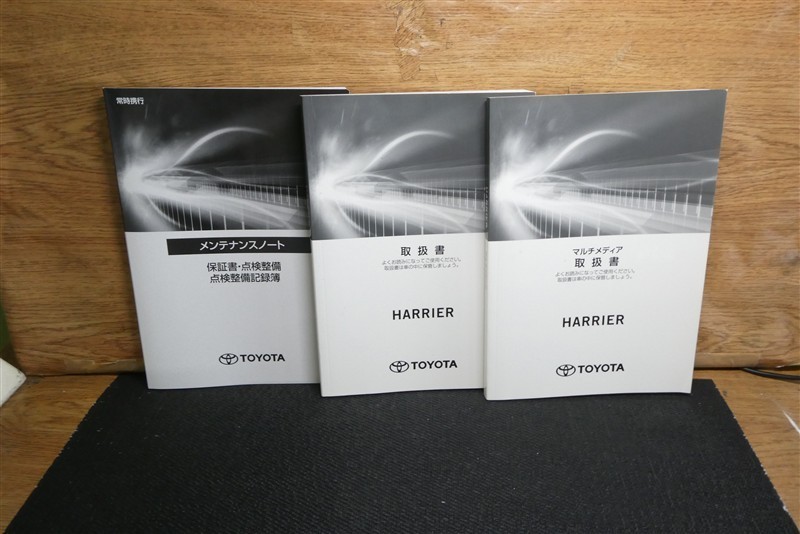 常時携行
メンテナンスノート
保証書・点検整備
点検整備記録簿
TOYOTA
取扱書
よくお読みになってご使用ください。
取扱書は車の中に保管しましょう。
HARRIER
TOYOTA
マルチメディア
取扱書
よくお読みになってご使用ください。
取扱書は車の中に保管しましょう。
HARRIER
TOYOTA